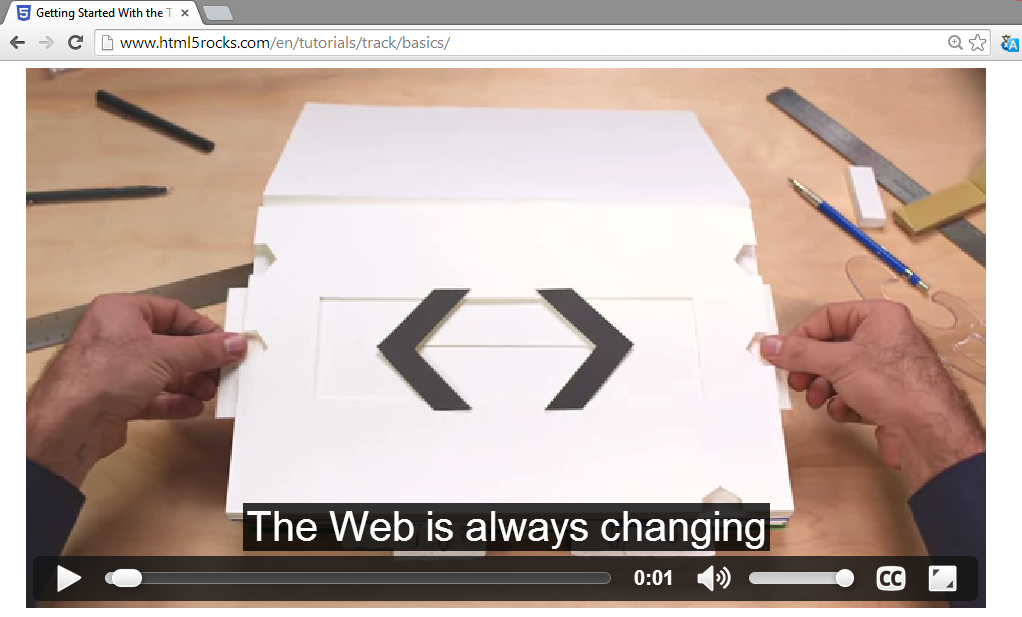 Getting Started With the T
www.html5rocks.com/en/tutorials/track/basics/
The Web is always changing
0:01
CC